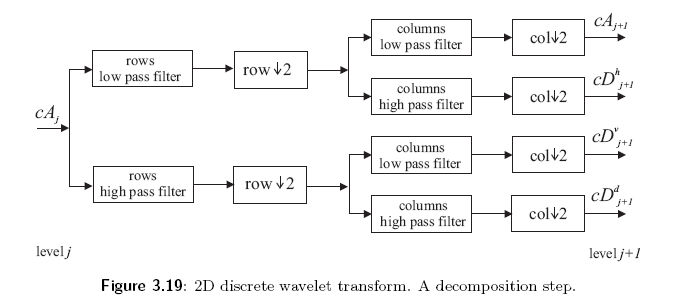 columns
low pass filter
col↓2
cA_{j+1}
rows
low pass filter
row↓2
columns
high pass filter
col↓2
cD^h_{j+1}
cA_j
columns
low pass filter
col↓2
cD^v_{j+1}
rows
high pass filter
row↓2
columns
high pass filter
col↓2
cD^d_{j+1}
level j
level j+1
Figure 3.19: 2D discrete wavelet transform. A decomposition step.